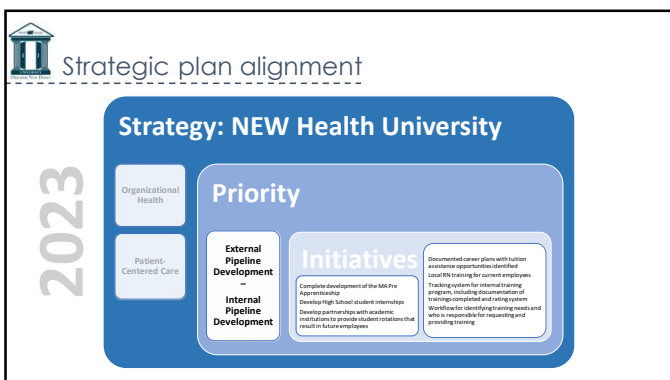 UNIVERSITY
Strategic plan alignment
2023
Strategy: NEW Health University
Organizational
Health
Patient-
Centered Care
Priority
External
Pipeline
Development
–
Internal
Pipeline
Development
Initiatives
Complete development of the MA Pre
Apprenticeship
Develop High School student internships
Develop partnerships with academic
institutions to provide student rotations that
result in future employees
Documented career plans with tuition
assistance opportunities identified
Local RN training for current employees
Tracking system for internal training
program, including documentation of
trainings completed and rating system
Workflow for identifying training needs and
who is responsible for requesting and
providing training